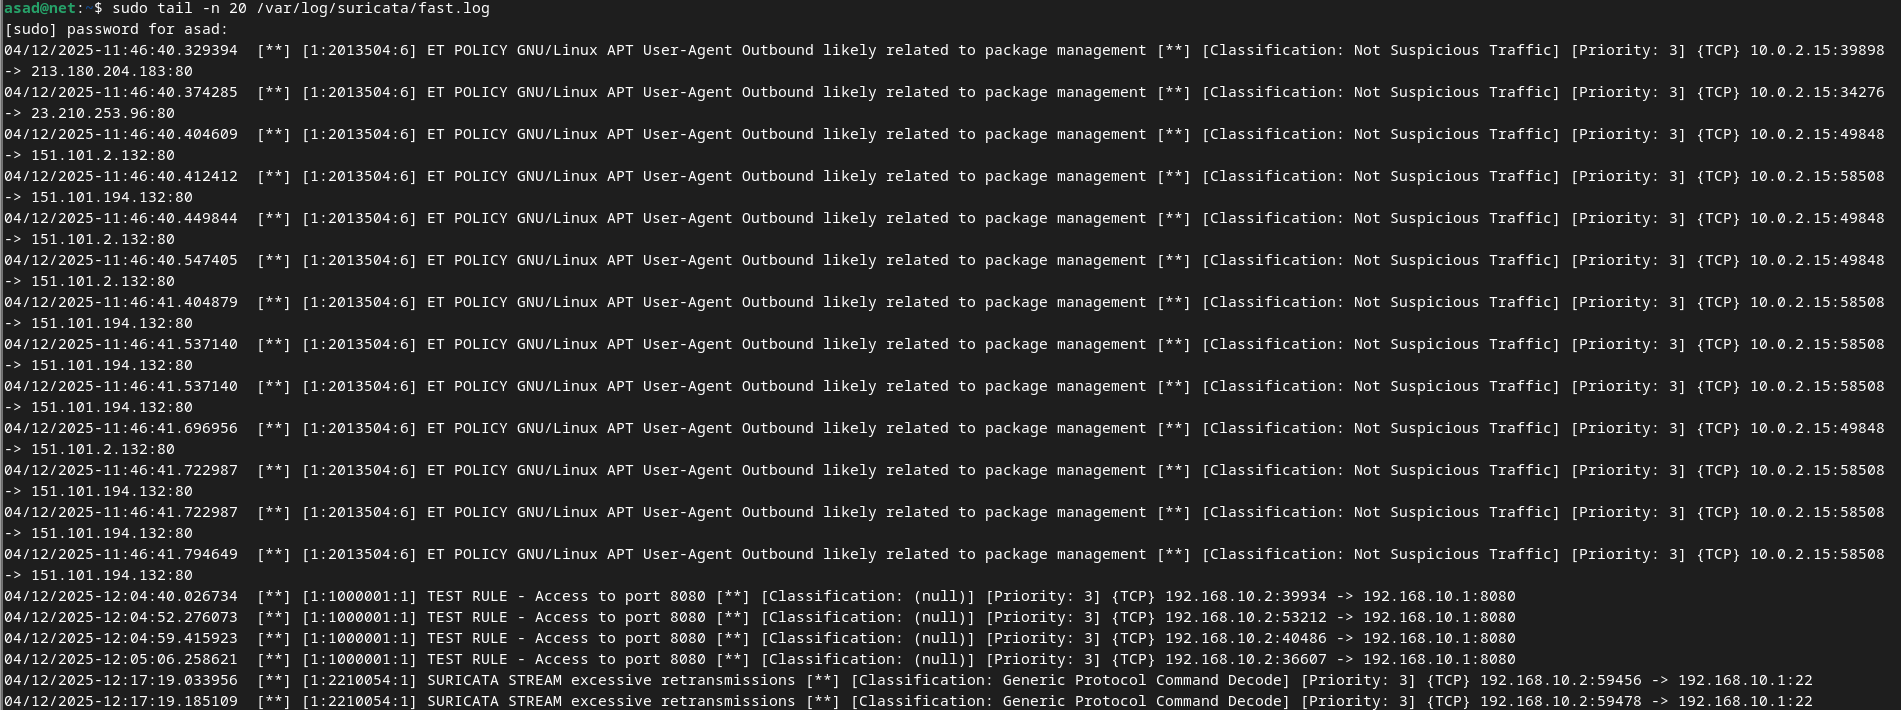 asad@net:~$ sudo tail -n 20 /var/log/suricata/fast.log
[sudo] password for asad:
04/12/2025-11:46:40.329394  [**] [1:2013504:6] ET POLICY GNU/Linux APT User-Agent Outbound likely related to package management [**] [Classification: Not Suspicious Traffic] [Priority: 3] {TCP} 10.0.2.15:39898
-> 213.180.204.183:80
04/12/2025-11:46:40.374285  [**] [1:2013504:6] ET POLICY GNU/Linux APT User-Agent Outbound likely related to package management [**] [Classification: Not Suspicious Traffic] [Priority: 3] {TCP} 10.0.2.15:34276
-> 23.210.253.96:80
04/12/2025-11:46:40.404609  [**] [1:2013504:6] ET POLICY GNU/Linux APT User-Agent Outbound likely related to package management [**] [Classification: Not Suspicious Traffic] [Priority: 3] {TCP} 10.0.2.15:49848
-> 151.101.2.132:80
04/12/2025-11:46:40.412412  [**] [1:2013504:6] ET POLICY GNU/Linux APT User-Agent Outbound likely related to package management [**] [Classification: Not Suspicious Traffic] [Priority: 3] {TCP} 10.0.2.15:58508
-> 151.101.194.132:80
04/12/2025-11:46:40.449844  [**] [1:2013504:6] ET POLICY GNU/Linux APT User-Agent Outbound likely related to package management [**] [Classification: Not Suspicious Traffic] [Priority: 3] {TCP} 10.0.2.15:49848
-> 151.101.2.132:80
04/12/2025-11:46:40.547405  [**] [1:2013504:6] ET POLICY GNU/Linux APT User-Agent Outbound likely related to package management [**] [Classification: Not Suspicious Traffic] [Priority: 3] {TCP} 10.0.2.15:49848
-> 151.101.2.132:80
04/12/2025-11:46:41.404879  [**] [1:2013504:6] ET POLICY GNU/Linux APT User-Agent Outbound likely related to package management [**] [Classification: Not Suspicious Traffic] [Priority: 3] {TCP} 10.0.2.15:58508
-> 151.101.194.132:80
04/12/2025-11:46:41.537140  [**] [1:2013504:6] ET POLICY GNU/Linux APT User-Agent Outbound likely related to package management [**] [Classification: Not Suspicious Traffic] [Priority: 3] {TCP} 10.0.2.15:58508
-> 151.101.194.132:80
04/12/2025-11:46:41.537140  [**] [1:2013504:6] ET POLICY GNU/Linux APT User-Agent Outbound likely related to package management [**] [Classification: Not Suspicious Traffic] [Priority: 3] {TCP} 10.0.2.15:58508
-> 151.101.194.132:80
04/12/2025-11:46:41.696956  [**] [1:2013504:6] ET POLICY GNU/Linux APT User-Agent Outbound likely related to package management [**] [Classification: Not Suspicious Traffic] [Priority: 3] {TCP} 10.0.2.15:49848
-> 151.101.2.132:80
04/12/2025-11:46:41.722987  [**] [1:2013504:6] ET POLICY GNU/Linux APT User-Agent Outbound likely related to package management [**] [Classification: Not Suspicious Traffic] [Priority: 3] {TCP} 10.0.2.15:58508
-> 151.101.194.132:80
04/12/2025-11:46:41.722987  [**] [1:2013504:6] ET POLICY GNU/Linux APT User-Agent Outbound likely related to package management [**] [Classification: Not Suspicious Traffic] [Priority: 3] {TCP} 10.0.2.15:58508
-> 151.101.194.132:80
04/12/2025-11:46:41.794649  [**] [1:2013504:6] ET POLICY GNU/Linux APT User-Agent Outbound likely related to package management [**] [Classification: Not Suspicious Traffic] [Priority: 3] {TCP} 10.0.2.15:58508
-> 151.101.194.132:80
04/12/2025-12:04:40.026734  [**] [1:1000001:1] TEST RULE - Access to port 8080 [**] [Classification: (null)] [Priority: 3] {TCP} 192.168.10.2:39934 -> 192.168.10.1:8080
04/12/2025-12:04:52.276073  [**] [1:1000001:1] TEST RULE - Access to port 8080 [**] [Classification: (null)] [Priority: 3] {TCP} 192.168.10.2:53212 -> 192.168.10.1:8080
04/12/2025-12:04:59.415923  [**] [1:1000001:1] TEST RULE - Access to port 8080 [**] [Classification: (null)] [Priority: 3] {TCP} 192.168.10.2:40486 -> 192.168.10.1:8080
04/12/2025-12:05:06.258621  [**] [1:1000001:1] TEST RULE - Access to port 8080 [**] [Classification: (null)] [Priority: 3] {TCP} 192.168.10.2:36607 -> 192.168.10.1:8080
04/12/2025-12:17:19.033956  [**] [1:2210054:1] SURICATA STREAM excessive retransmissions [**] [Classification: Generic Protocol Command Decode] [Priority: 3] {TCP} 192.168.10.2:59456 -> 192.168.10.1:22
04/12/2025-12:17:19.185109  [**] [1:2210054:1] SURICATA STREAM excessive retransmissions [**] [Classification: Generic Protocol Command Decode] [Priority: 3] {TCP} 192.168.10.2:59478 -> 192.168.10.1:22